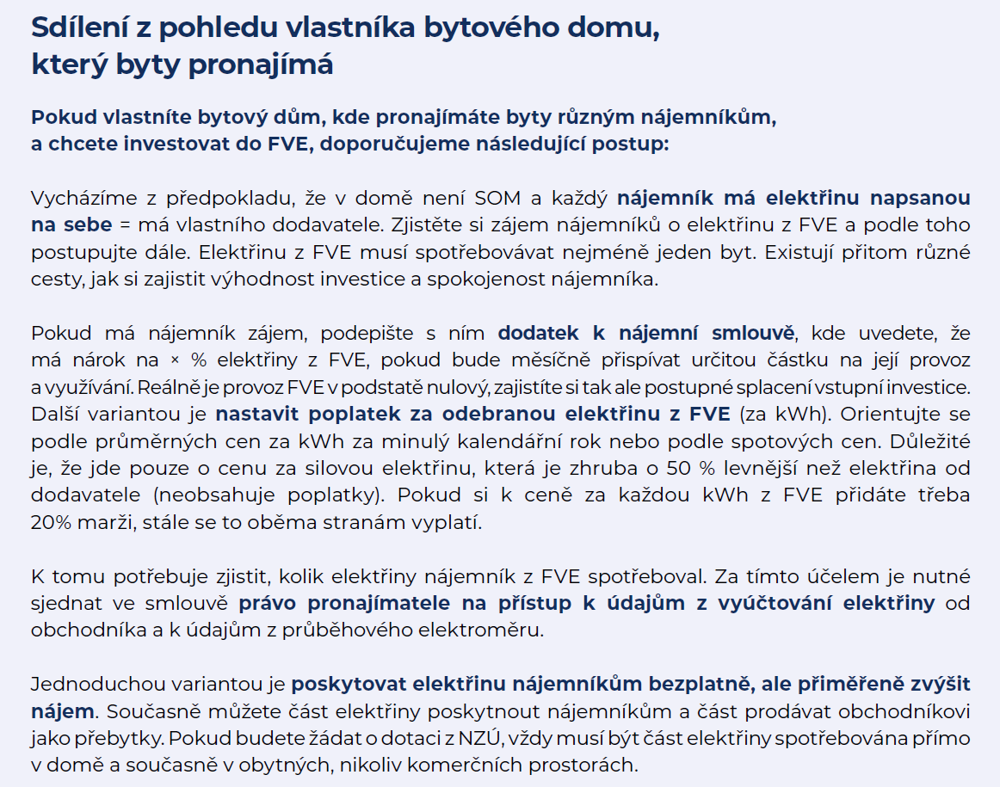 Sdílení z pohledu vlastníka bytového domu,
který byty pronajímá
Pokud vlastníte bytový dům, kde pronajímáte byty různým nájemníkům,
a chcete investovat do FVE, doporučujeme následující postup:
Vycházíme z předpokladu, že v domě není SOM a každý nájemník má elektřinu napsanou
na sebe = má vlastního dodavatele. Zjistěte si zájem nájemníků o elektřinu z FVE a podle toho
postupujte dále. Elektřinu z FVE musí spotřebovávat nejméně jeden byt. Existují přitom různé
cesty, jak si zajistit výhodnost investice a spokojenost nájemníka.
Pokud má nájemník zájem, podepište s ním dodatek k nájemní smlouvě, kde uvedete, že
má nárok na × % elektřiny z FVE, pokud bude měsíčně přispívat určitou částku na její provoz
a využívání. Reálně je provoz FVE v podstatě nulový, zajistíte si tak ale postupné splacení vstupní investice.
Další variantou je nastavit poplatek za odebranou elektřinu z FVE (za kWh). Orientujte se
podle průměrných cen za kWh za minulý kalendářní rok nebo podle spotových cen. Důležité
je, že jde pouze o cenu za silovou elektřinu, která je zhruba o 50 % levnější než elektřina od
dodavatele (neobsahuje poplatky). Pokud si k ceně za každou kWh z FVE přidáte třeba
20% marži, stále se to oběma stranám vyplatí.
K tomu potřebuje zjistit, kolik elektřiny nájemník z FVE spotřeboval. Za tímto účelem je nutné
sjednat ve smlouvě právo pronajímatele na přístup k údajům z vyúčtování elektřiny od
obchodníka a k údajům z průběhového elektroměru.
Jednoduchou variantou je poskytovat elektřinu nájemníkům bezplatně, ale přiměřeně zvýšit
nájem. Současně můžete část elektřiny poskytnout nájemníkům a část prodávat obchodníkovi
jako přebytky. Pokud budete žádat o dotaci z NZÚ, vždy musí být část elektřiny spotřebována přímo
v domě a současně v obytných, nikoliv komerčních prostorách.